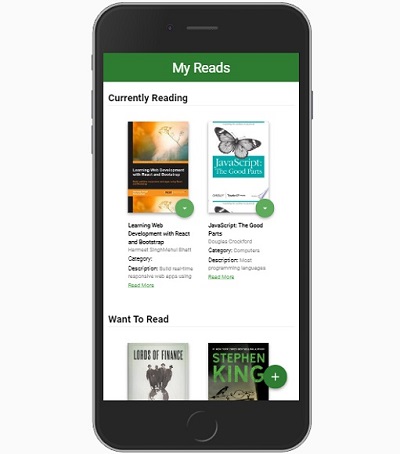 My Reads
Currently Reading
Learning Web Development
with React and Bootstrap
JavaScript:
The Good Parts
O'REILLY
Learning Web
Development with React
and Bootstrap
Harmeet SinghMehul Bhatt
Category:
Description: Build real-time
responsive web apps using
Read More
JavaScript: The Good
Parts
Douglas Crockford
Category: Computers
Description: Most
programming languages
Read More
Want To Read
LORDS OF FINANCE
STEPHEN
KING
+